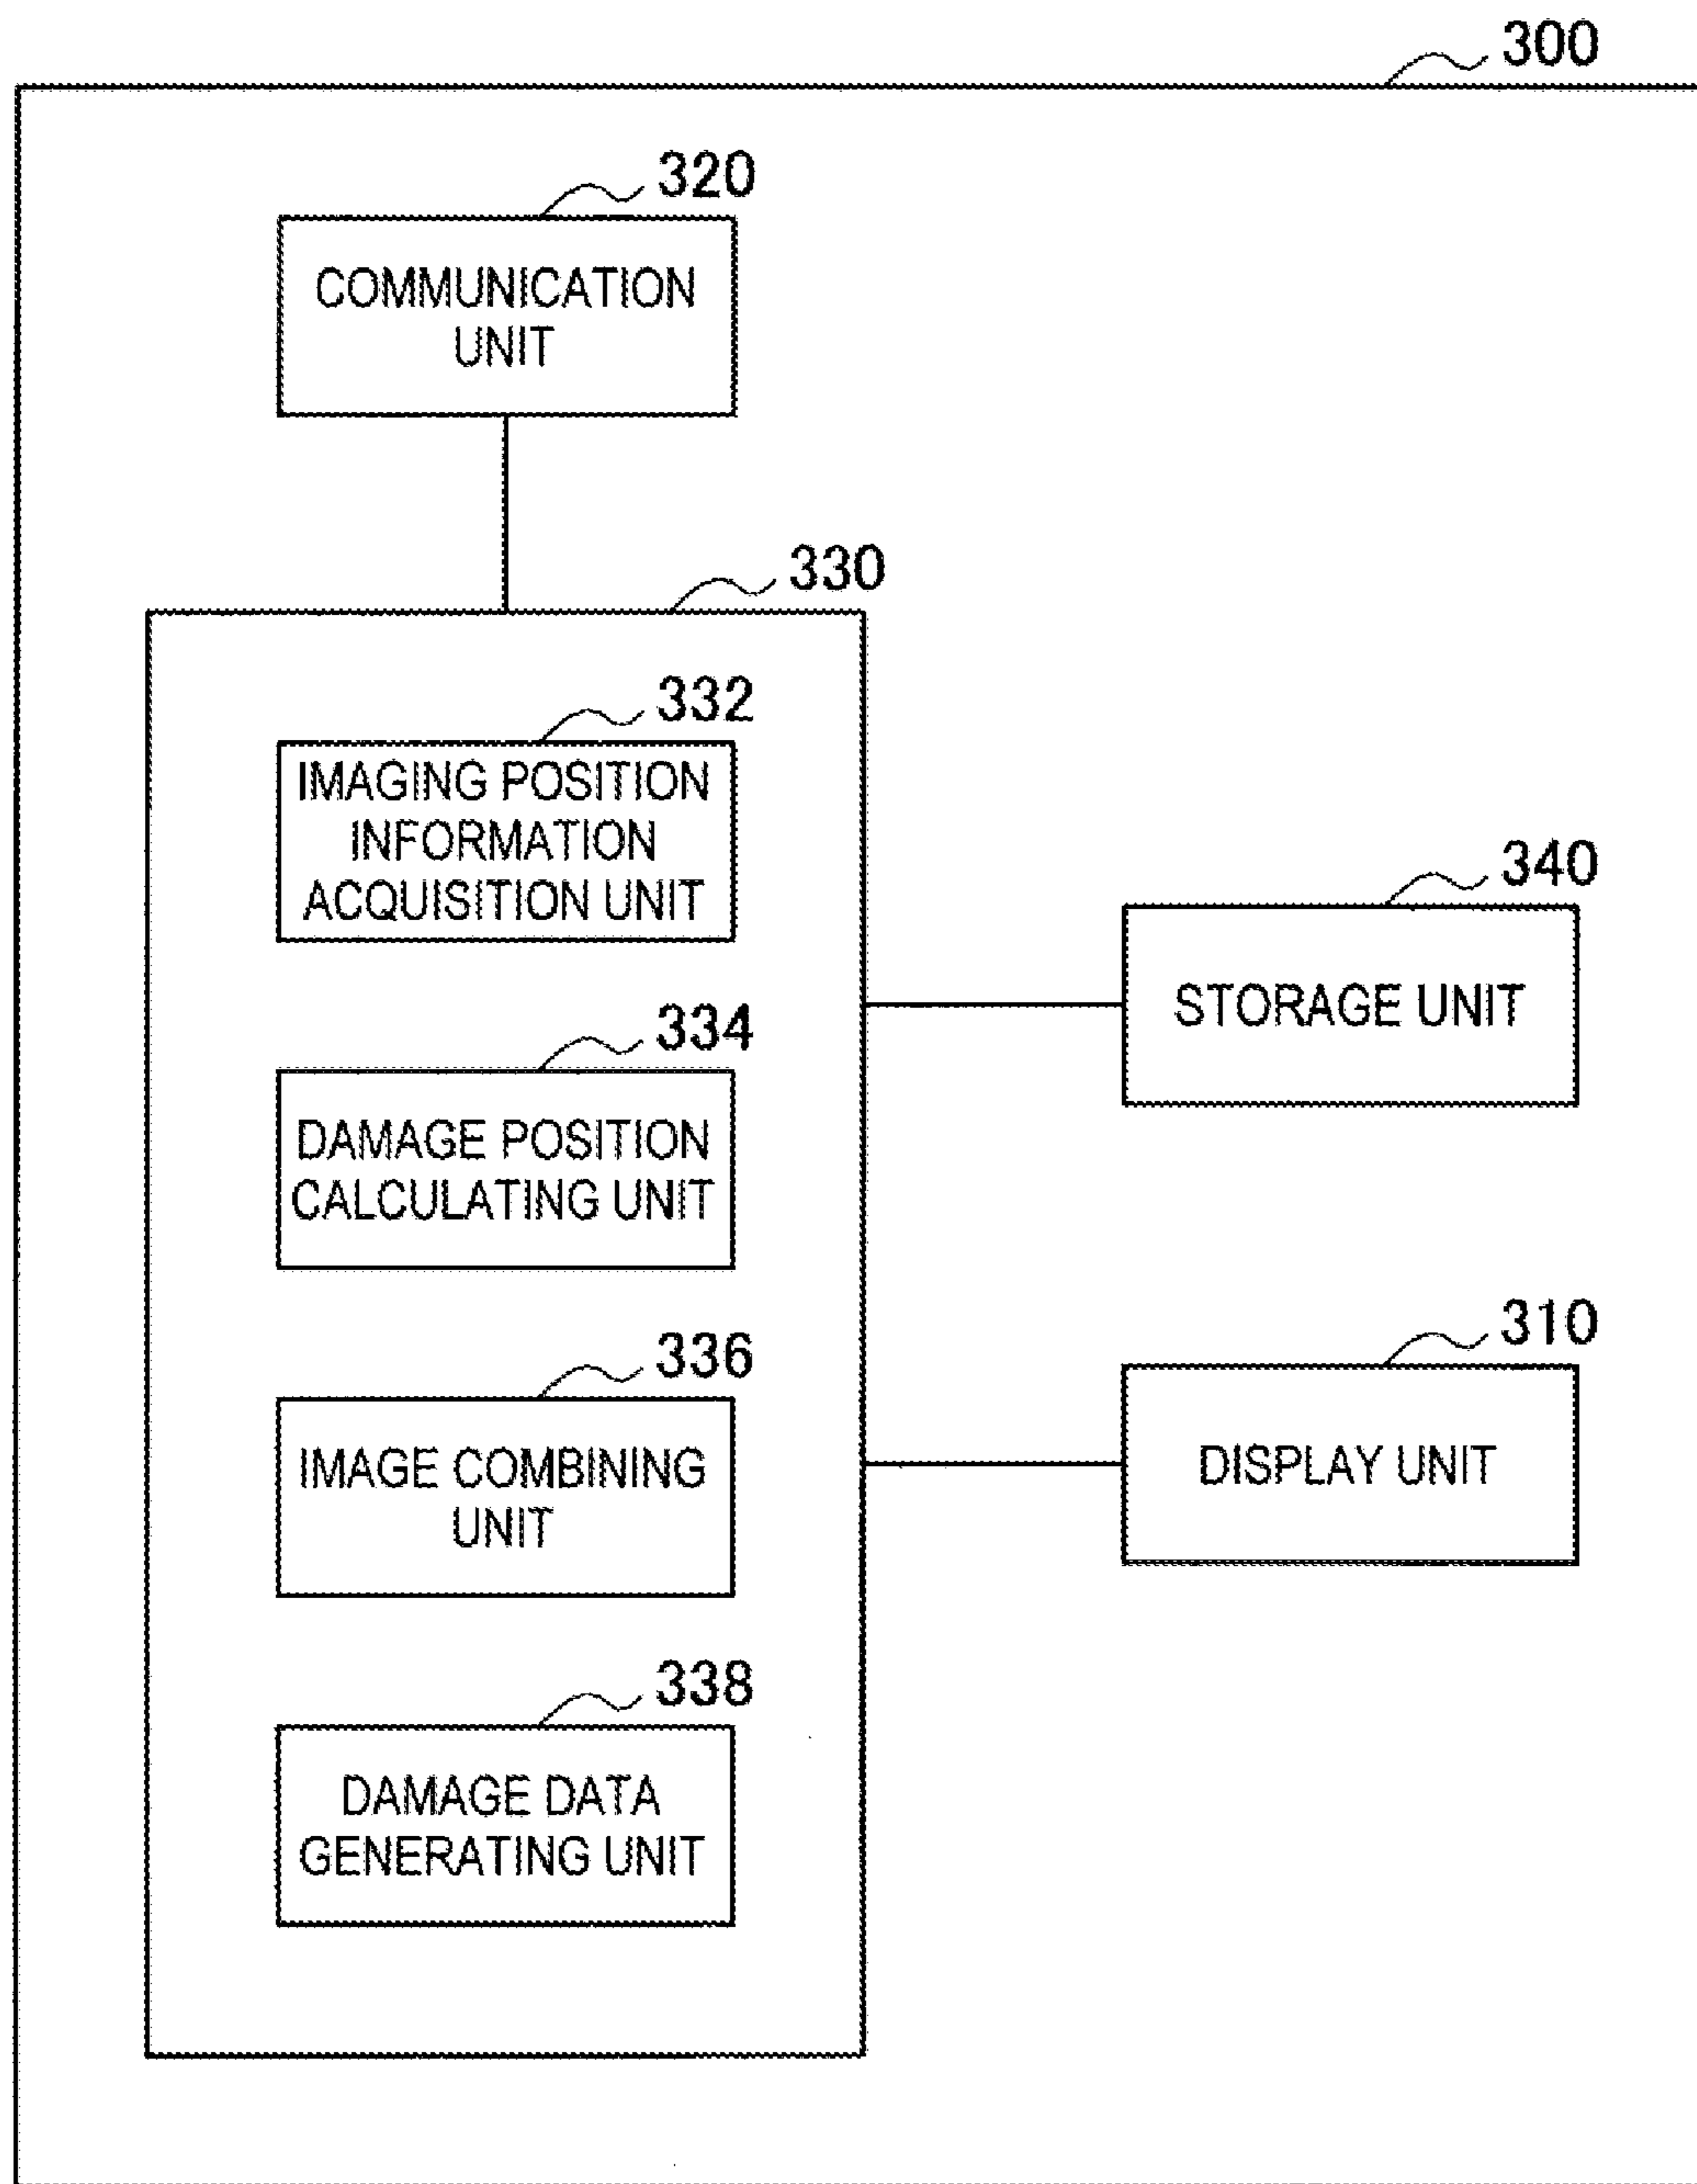 300
320
COMMUNICATION
UNIT
330
332
IMAGING POSITION
INFORMATION
ACQUISITION UNIT
334
DAMAGE POSITION
CALCULATING UNIT
336
IMAGE COMBINING
UNIT
338
DAMAGE DATA
GENERATING UNIT
340
STORAGE UNIT
310
DISPLAY UNIT